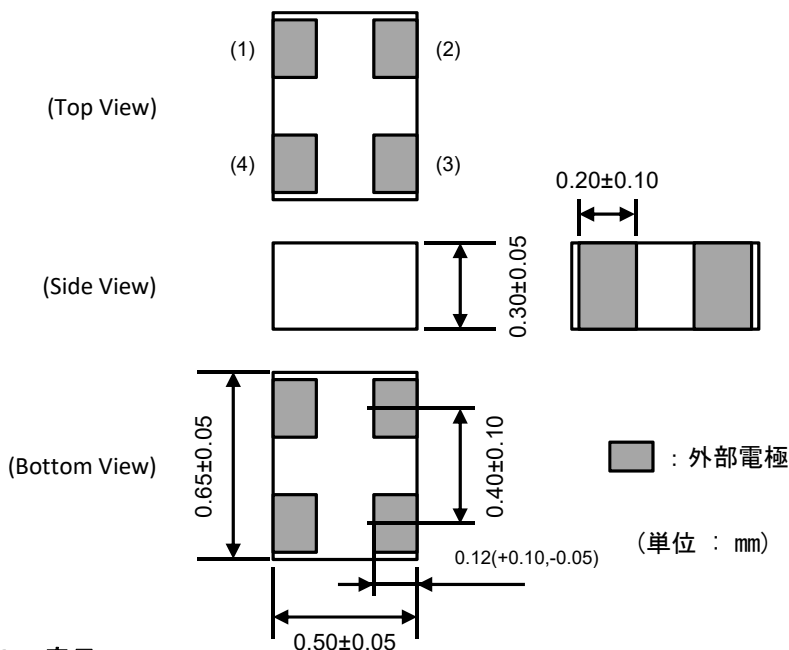 (1)
(2)
(Top View)
(4)
(3)
0.20±0.10
(Side View)
0.30±0.05
(Bottom View)
0.65±0.05
0.40±0.10
：外部電極
0.12(+0.10,-0.05)
（単位 ： mm）
0.50±0.05